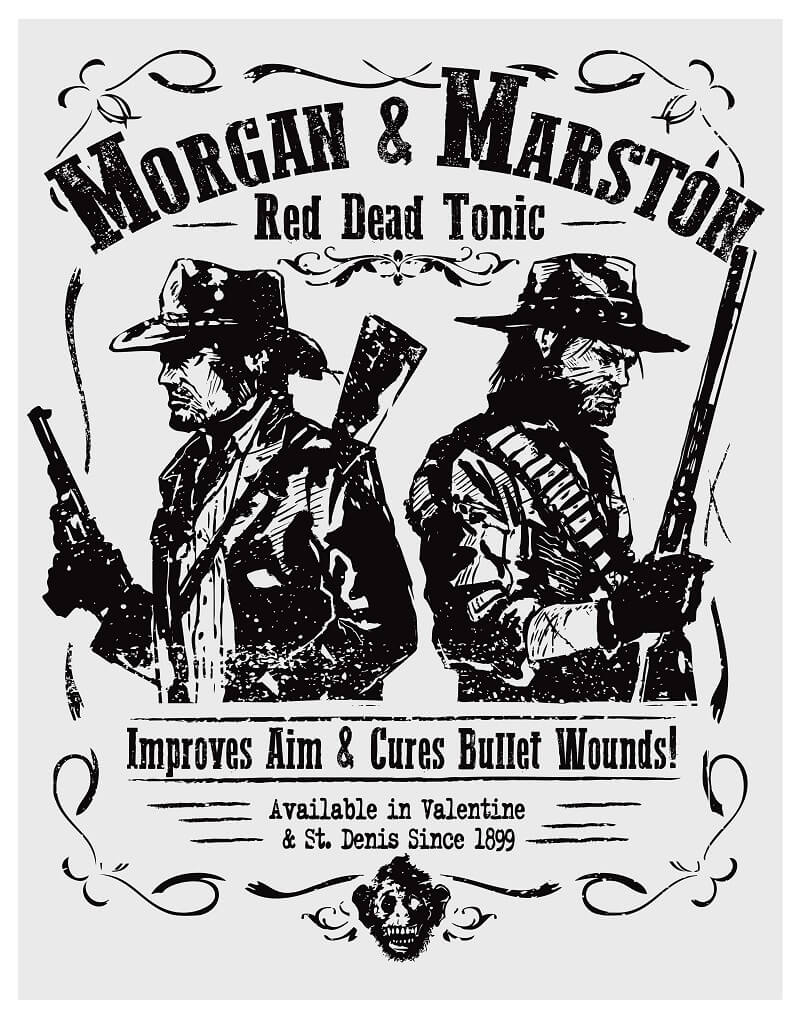 MORGAN & MARSTON
Red Dead Tonic
Improves Aim & Cures Bullet Wounds!
Available in Valentine
& St. Denis Since 1899